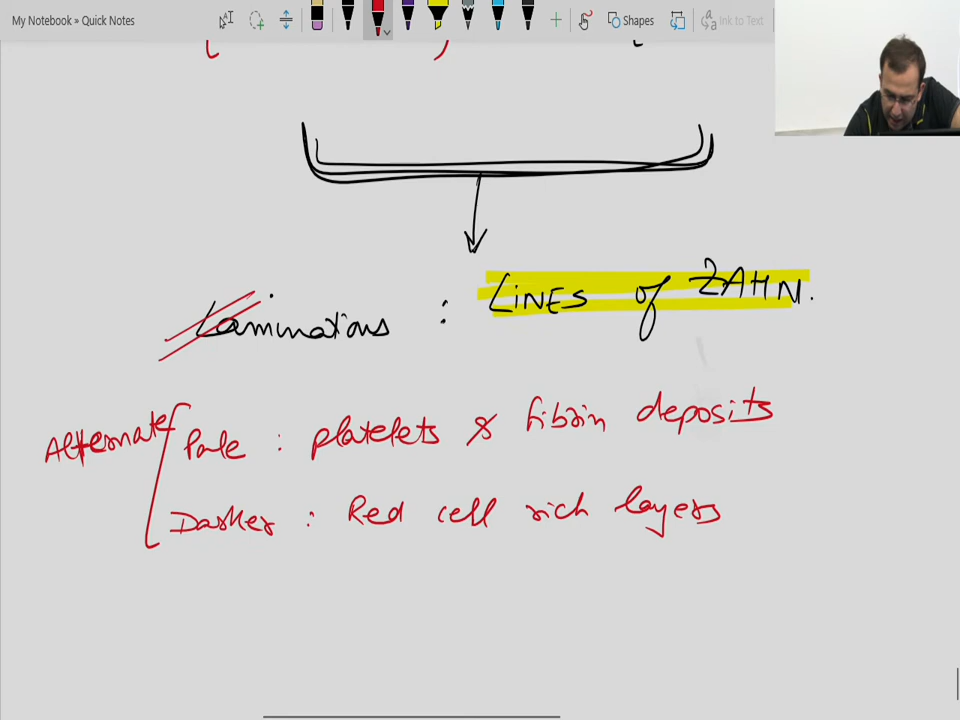 My Notebook » Quick Notes
Shapes
Ink to Text
Laminations : LINES of ZAHN.
Alternate
Pale : platelets & fibrin deposits
Darker : Red cell rich layers